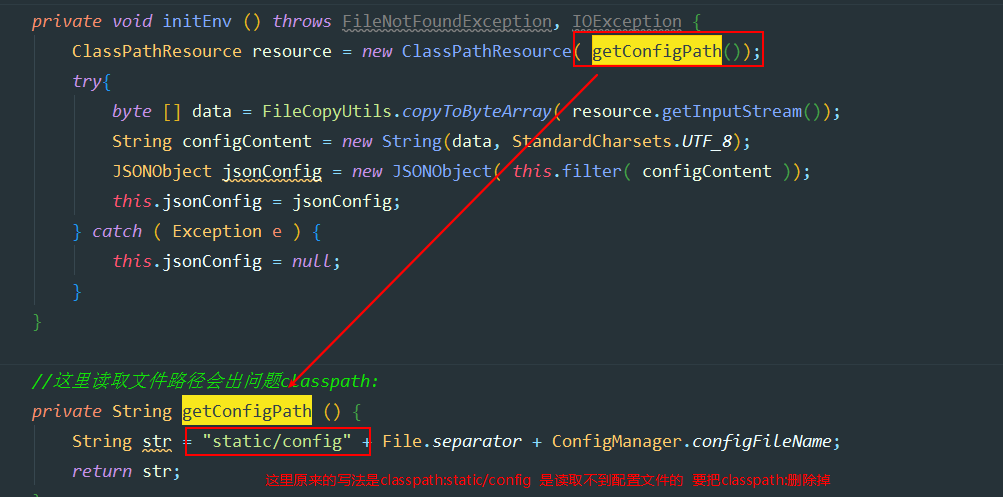 private void initEnv () throws FileNotFoundException, IOException {
ClassPathResource resource = new ClassPathResource( getConfigPath());
try{
byte [] data = FileCopyUtils.copyToByteArray( resource.getInputStream());
String configContent = new String(data, StandardCharsets.UTF_8);
JSONObject jsonConfig = new JSONObject( this.filter( configContent ));
this.jsonConfig = jsonConfig;
} catch ( Exception e ) {
this.jsonConfig = null;
}
}
//这里读取文件路径会出问题classpath:
private String getConfigPath () {
String str = "static/config" + File.separator + ConfigManager.configFileName;
return str;
这里原来的写法是classpath:static/config 是读取不到配置文件的 要把classpath:删除掉